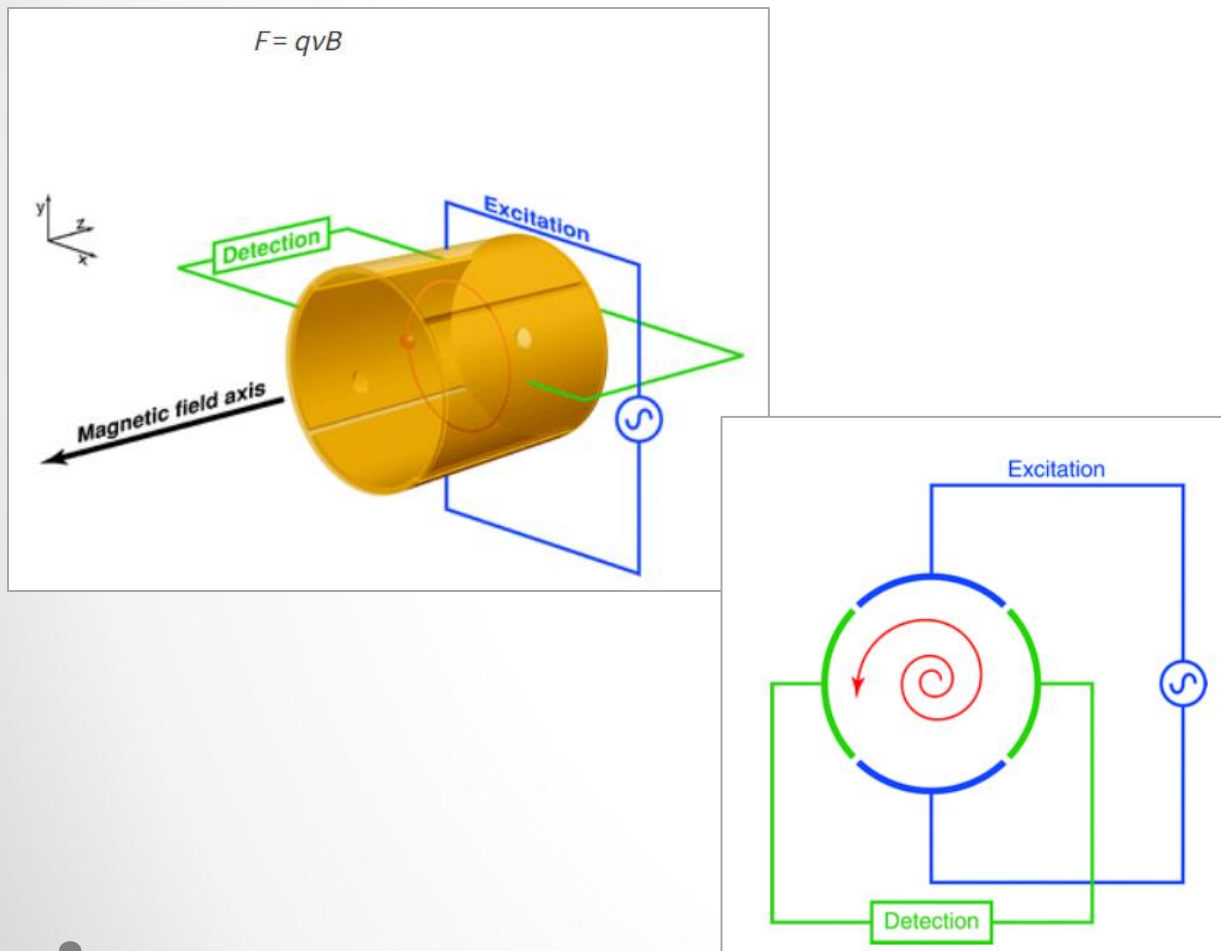 F = qvB
y
z
x
Detection
Excitation
Magnetic field axis
Excitation
Detection